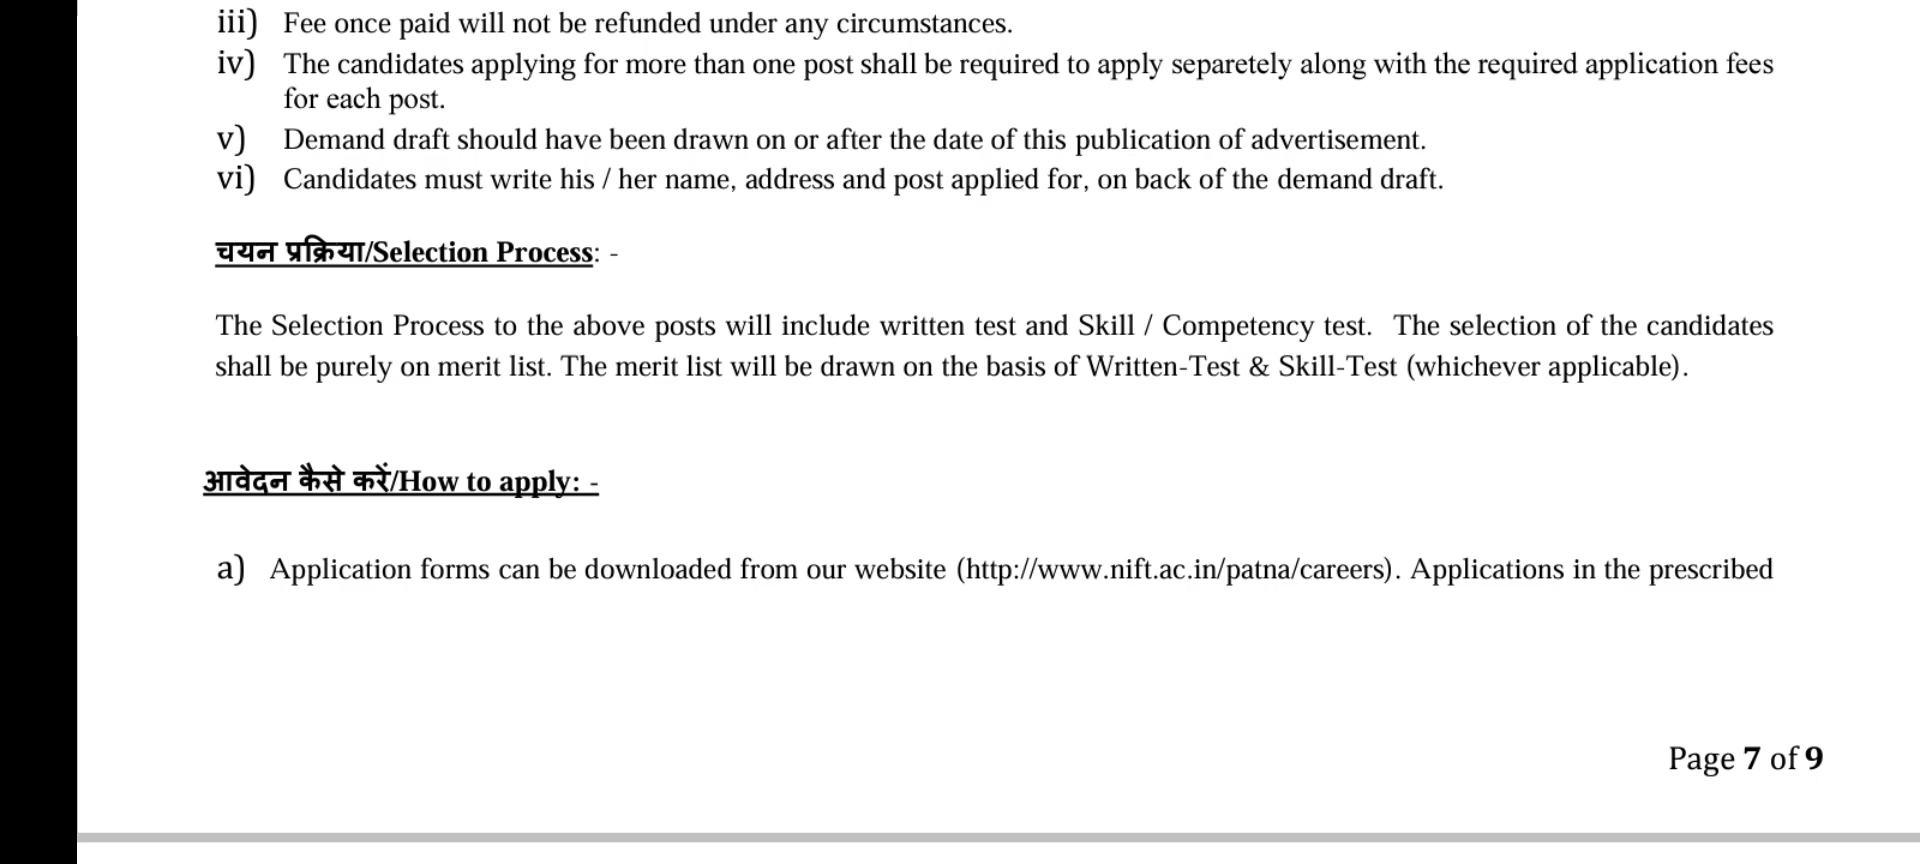 iii) Fee once paid will not be refunded under any circumstances.
iv) The candidates applying for more than one post shall be required to apply separetely along with the required application fees
for each post.
v) Demand draft should have been drawn on or after the date of this publication of advertisement.
vi) Candidates must write his / her name, address and post applied for, on back of the demand draft.
चयन प्रक्रिया/Selection Process: -
The Selection Process to the above posts will include written test and Skill / Competency test. The selection of the candidates
shall be purely on merit list. The merit list will be drawn on the basis of Written-Test & Skill-Test (whichever applicable).
आवेदन कैसे करें/How to apply: -
a) Application forms can be downloaded from our website (http://www.nift.ac.in/patna/careers). Applications in the prescribed
Page 7 of 9